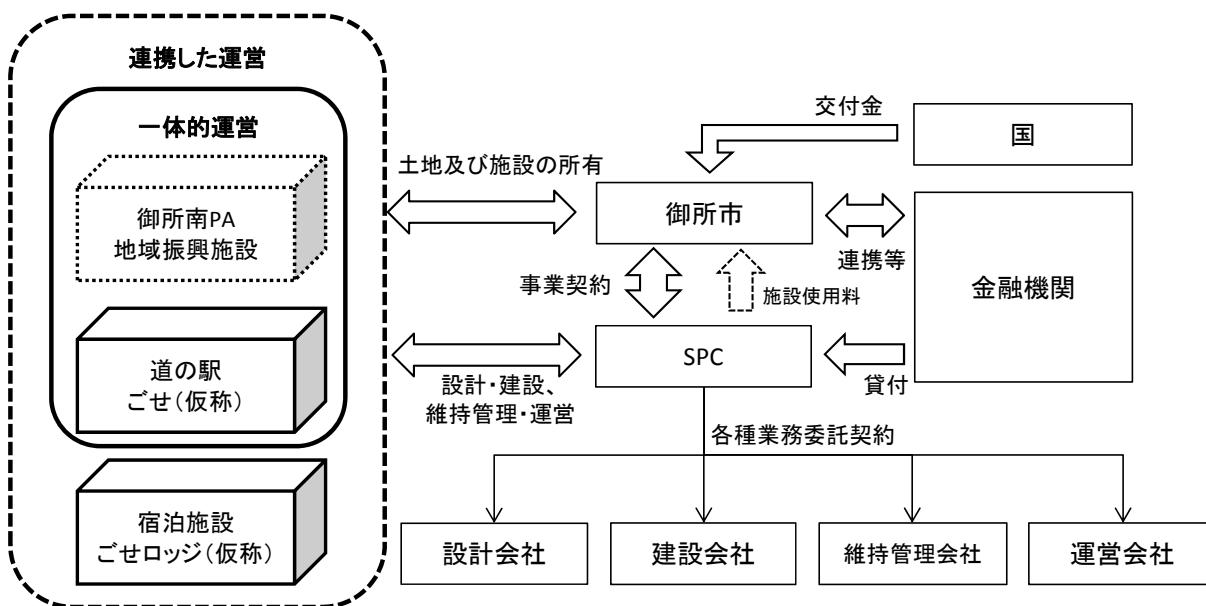 連携した運営
一体的運営
御所南PA
地域振興施設
道の駅
ごせ(仮称)
宿泊施設
ごせロッジ(仮称)
土地及び施設の所有
設計・建設、
維持管理・運営
交付金
国
御所市
連携等
金融機関
事業契約
施設使用料
SPC
貸付
各種業務委託契約
設計会社
建設会社
維持管理会社
運営会社